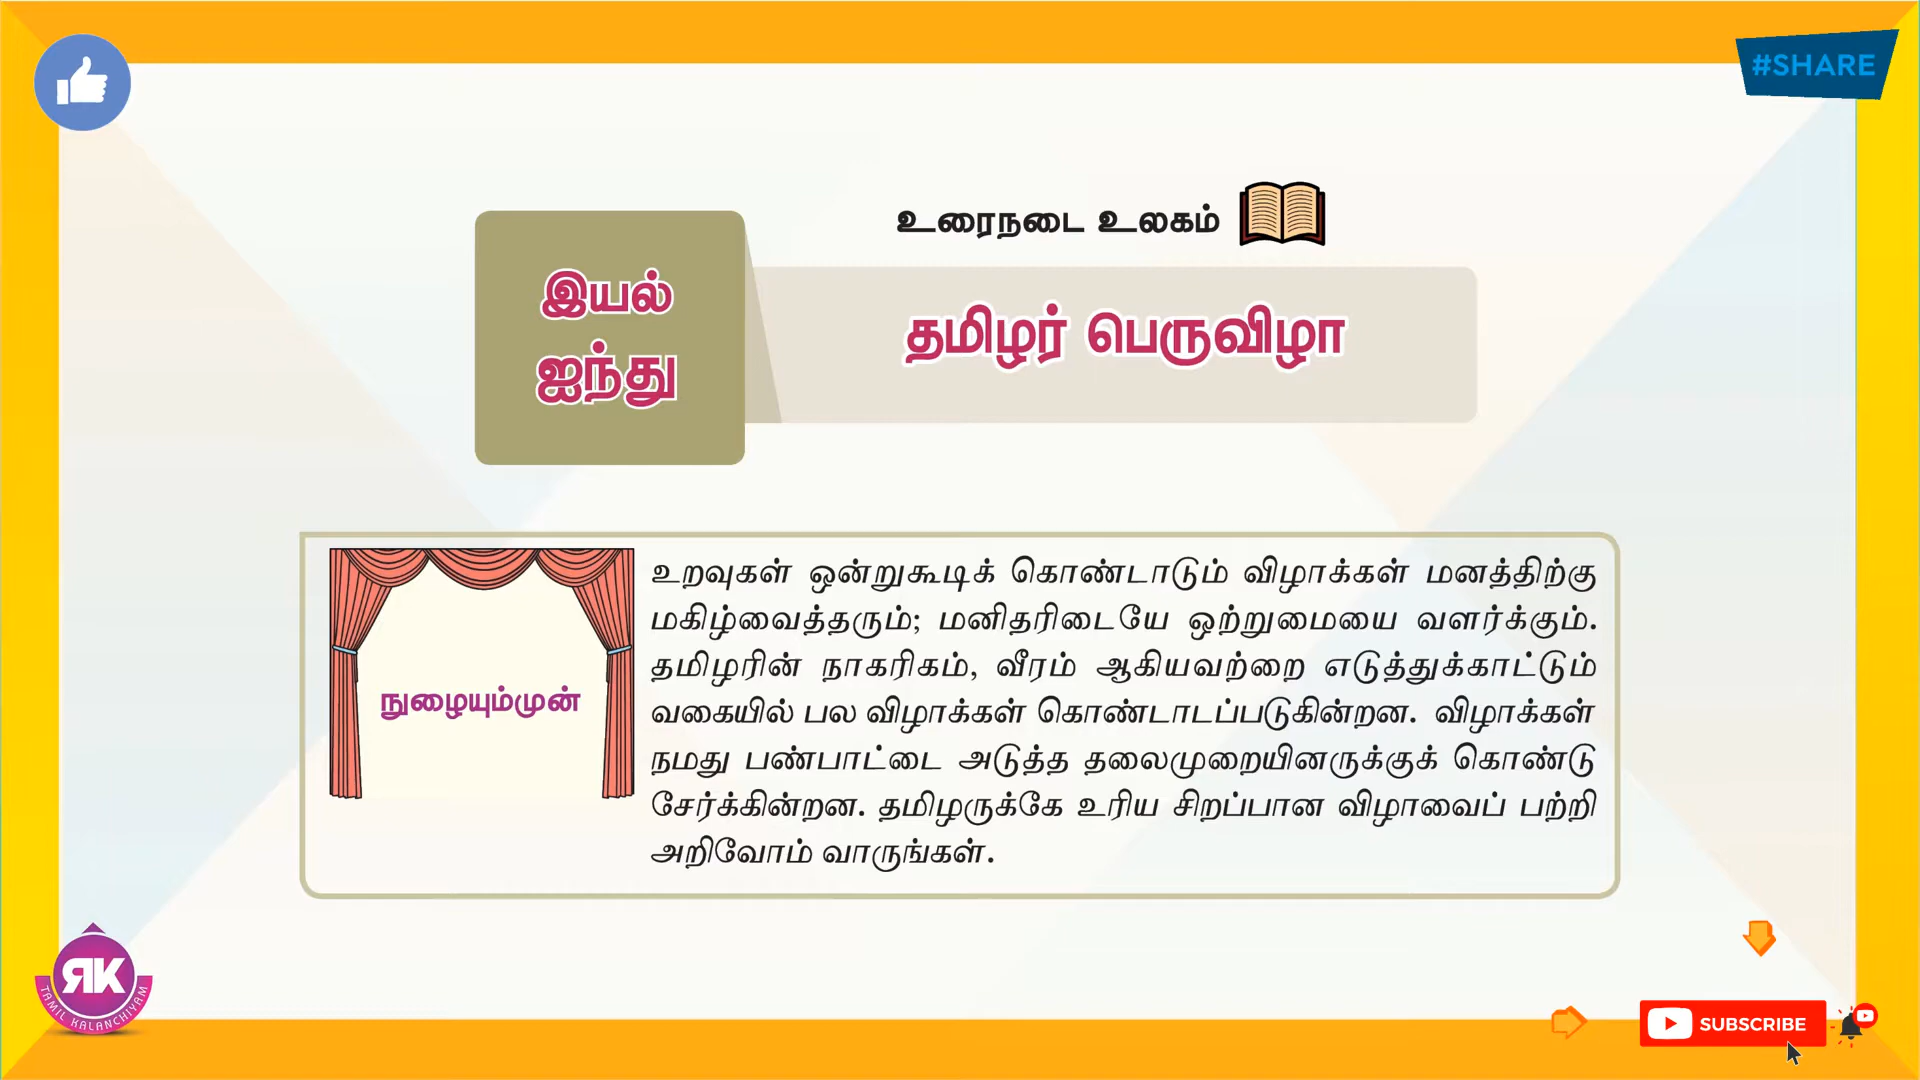 #SHARE
உரைநடை உலகம்
இயல்
ஐந்து
தமிழர் பெருவிழா
நுழையும்முன்
உறவுகள் ஒன்றுகூடிக் கொண்டாடும் விழாக்கள் மனத்திற்கு
மகிழ்வைத்தரும்; மனிதரிடையே ஒற்றுமையை வளர்க்கும்.
தமிழரின் நாகரிகம், வீரம் ஆகியவற்றை எடுத்துக்காட்டும்
வகையில் பல விழாக்கள் கொண்டாடப்படுகின்றன. விழாக்கள்
நமது பண்பாட்டை அடுத்த தலைமுறையினருக்குக் கொண்டு
சேர்க்கின்றன. தமிழருக்கே உரிய சிறப்பான விழாவைப் பற்றி
அறிவோம் வாருங்கள்.
RK
TAMIL KALANCHIYAM
SUBSCRIBE